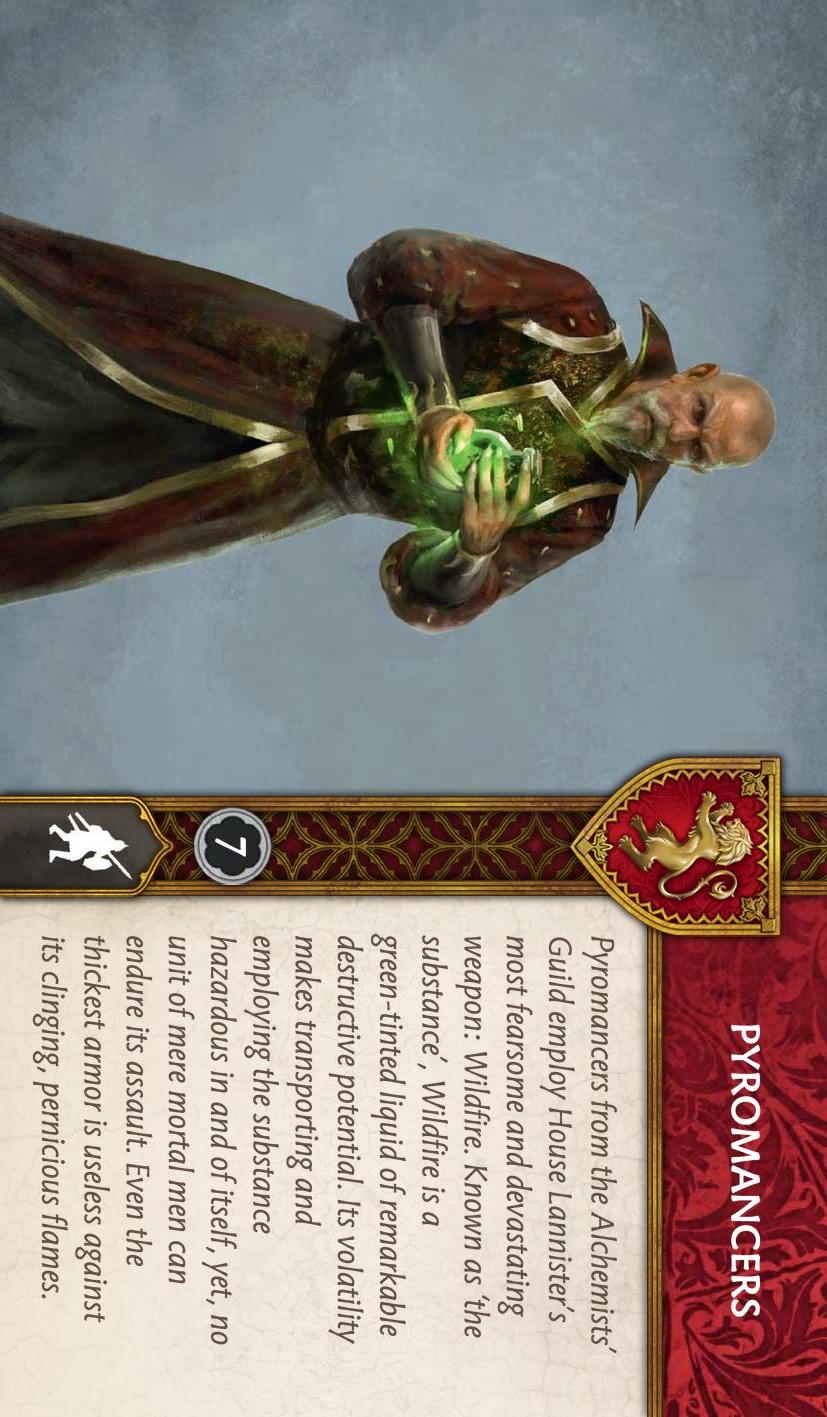 PYROMANCERS
Pyromancers from the Alchemists’
Guild employ House Lannister’s
most fearsome and devastating
weapon: Wildfire. Known as ‘the
substance’, Wildfire is a
green-tinted liquid of remarkable
destructive potential. Its volatility
makes transporting and
employing the substance
hazardous in and of itself, yet, no
unit of mere mortal men can
endure its assault. Even the
thickest armor is useless against
its clinging, pernicious flames.
7